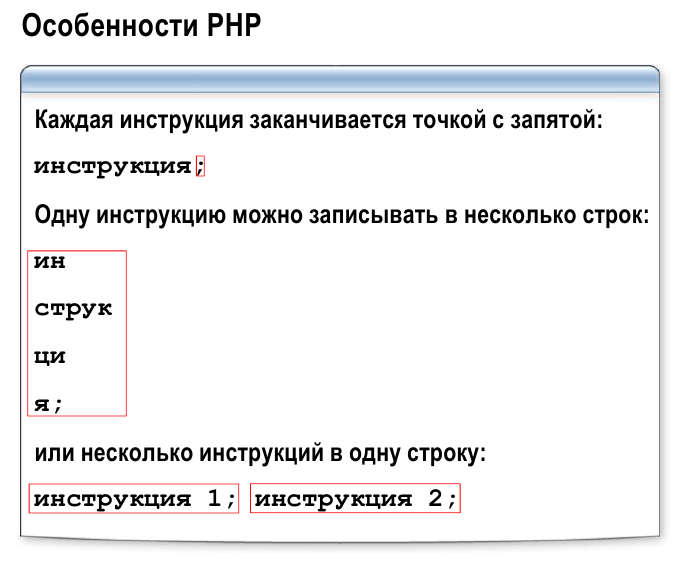 Особенности PHP
Каждая инструкция заканчивается точкой с запятой:
инструкция;
Одну инструкцию можно записывать в несколько строк:
ин
струк
ци
я;
или несколько инструкций в одну строку:
инструкция 1; инструкция 2;